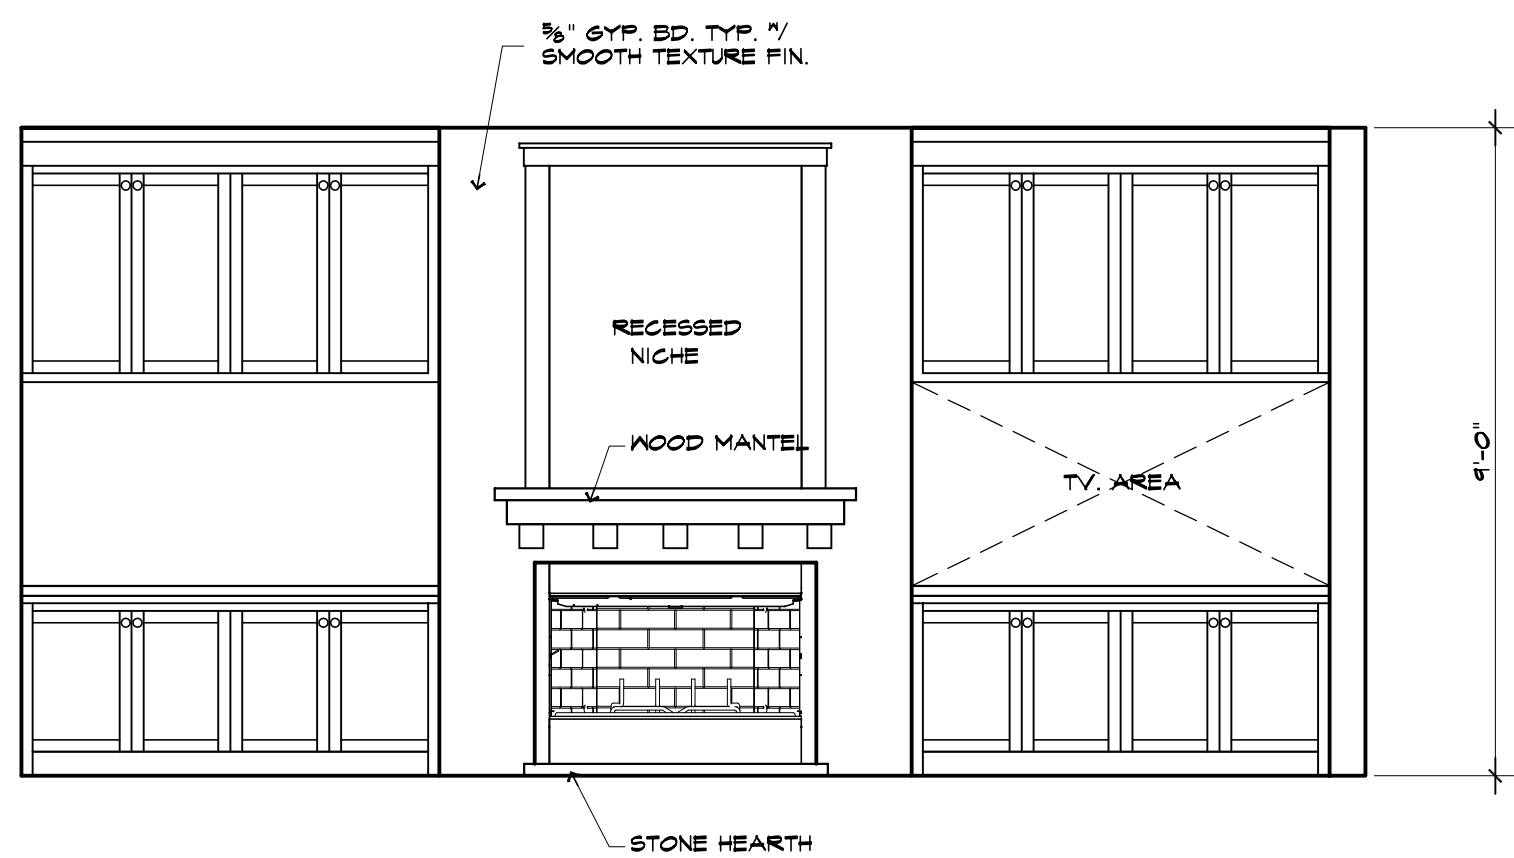 5/8" GYP. BD. TYP. W/
SMOOTH TEXTURE FIN.
RECESSED
NICHE
WOOD MANTEL
TV. AREA
9'-0"
STONE HEARTH